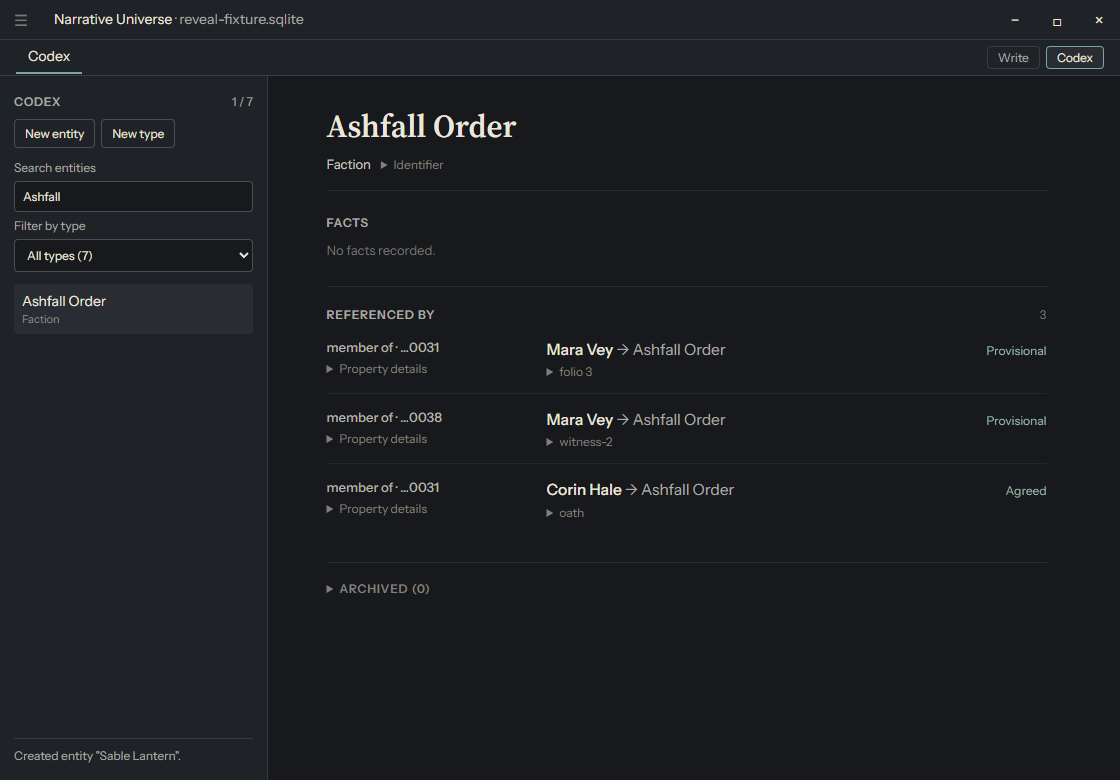 Narrative Universe · reveal-fixture.sqlite
Codex
Write
Codex
CODEX
1 / 7
New entity
New type
Search entities
Ashfall
Filter by type
All types (7)
Ashfall Order
Faction
Created entity "Sable Lantern".
Ashfall Order
Faction ▶ Identifier
FACTS
No facts recorded.
REFERENCED BY
3
member of · …0031
▶ Property details
Mara Vey → Ashfall Order
▶ folio 3
Provisional
member of · …0038
▶ Property details
Mara Vey → Ashfall Order
▶ witness-2
Provisional
member of · …0031
▶ Property details
Corin Hale → Ashfall Order
▶ oath
Agreed
▶ ARCHIVED (0)